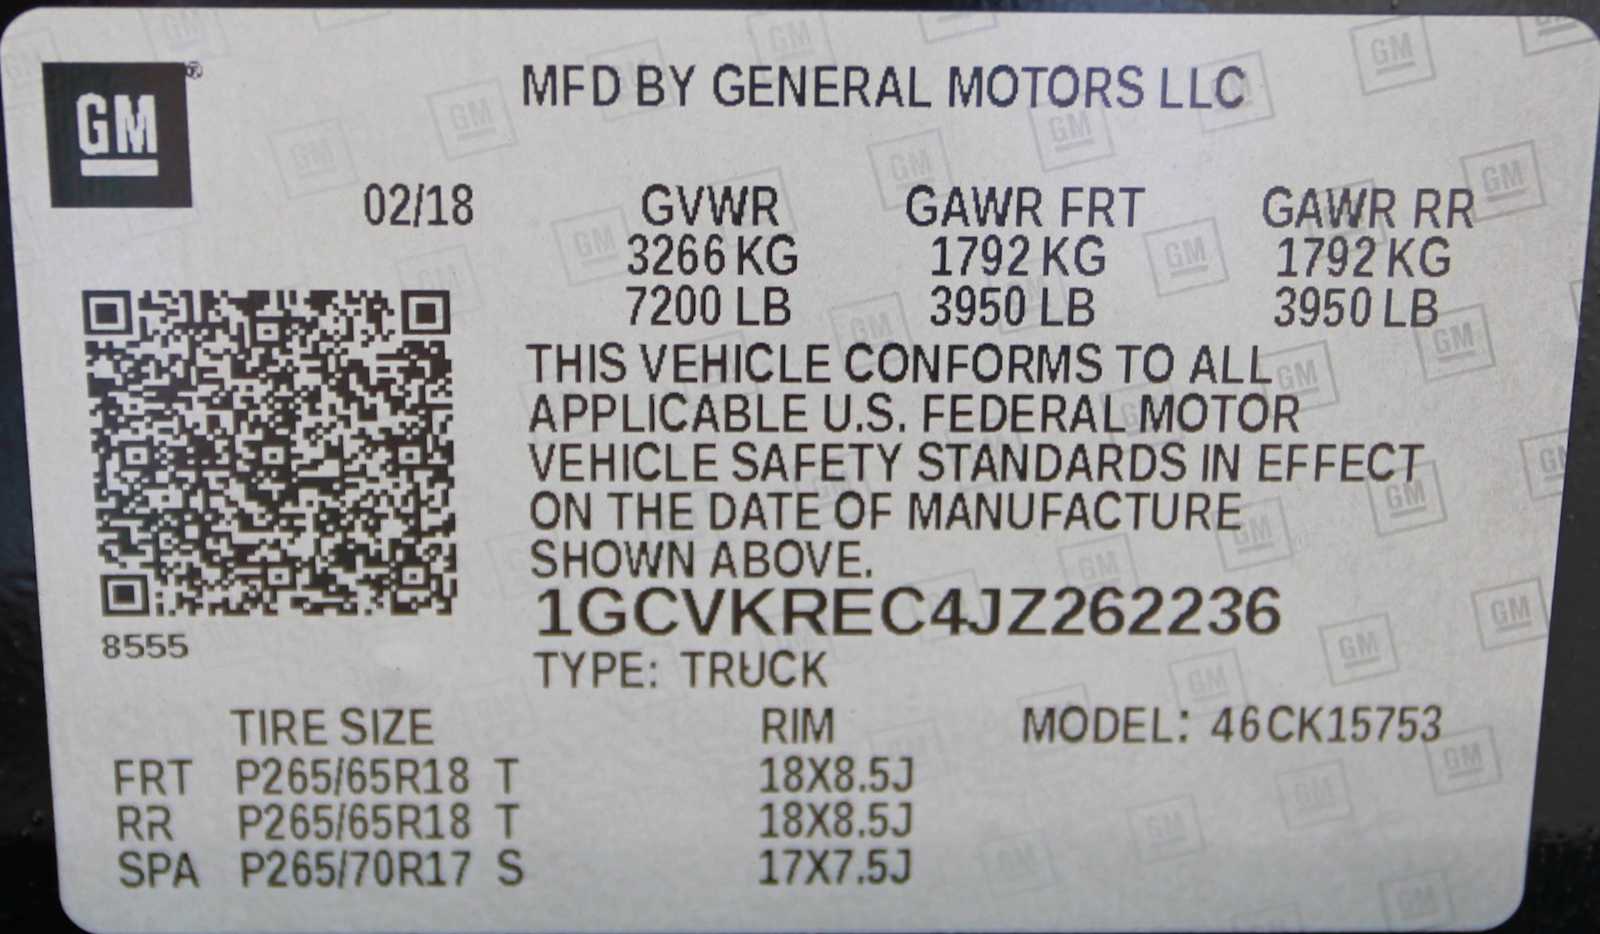 GM
MFD BY GENERAL MOTORS LLC
02/18 GVWR GAWR FRT GAWR RR
3266 KG 1792 KG 1792 KG
7200 LB 3950 LB 3950 LB
THIS VEHICLE CONFORMS TO ALL
APPLICABLE U.S. FEDERAL MOTOR
VEHICLE SAFETY STANDARDS IN EFFECT
ON THE DATE OF MANUFACTURE
SHOWN ABOVE.
1GCVKREC4JZ262236
8555
TYPE: TRUCK
TIRE SIZE RIM MODEL: 46CK15753
FRT P265/65R18 T 18X8.5J
RR P265/65R18 T 18X8.5J
SPA P265/70R17 S 17X7.5J